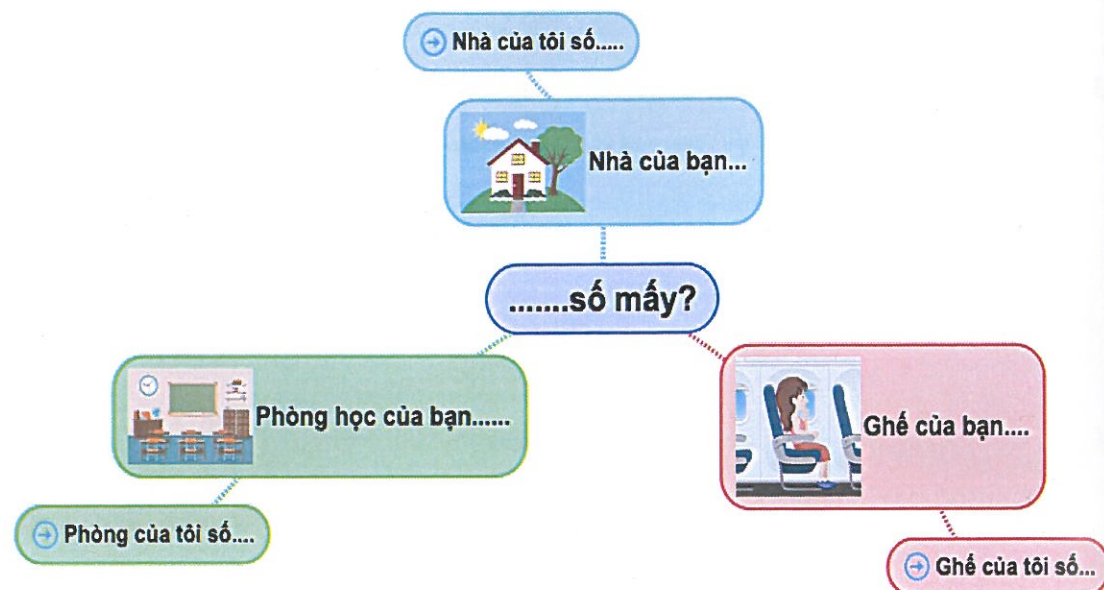 Nhà của tôi số.....
Nhà của bạn...
.......số mấy?
Phòng học của bạn......
Ghế của bạn....
Phòng của tôi số....
Ghế của tôi số...